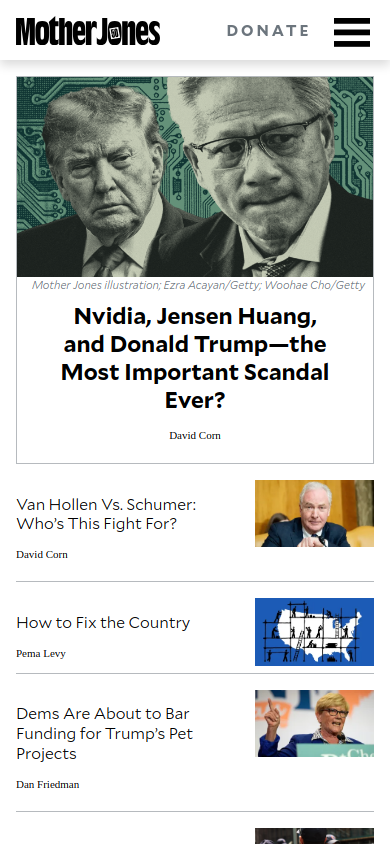 Mother Jones
DONATE
Mother Jones illustration; Ezra Acayan/Getty; Woohae Cho/Getty
Nvidia, Jensen Huang,
and Donald Trump—the
Most Important Scandal
Ever?
David Corn
Van Hollen Vs. Schumer:
Who’s This Fight For?
David Corn
How to Fix the Country
Pema Levy
Dems Are About to Bar
Funding for Trump’s Pet
Projects
Dan Friedman